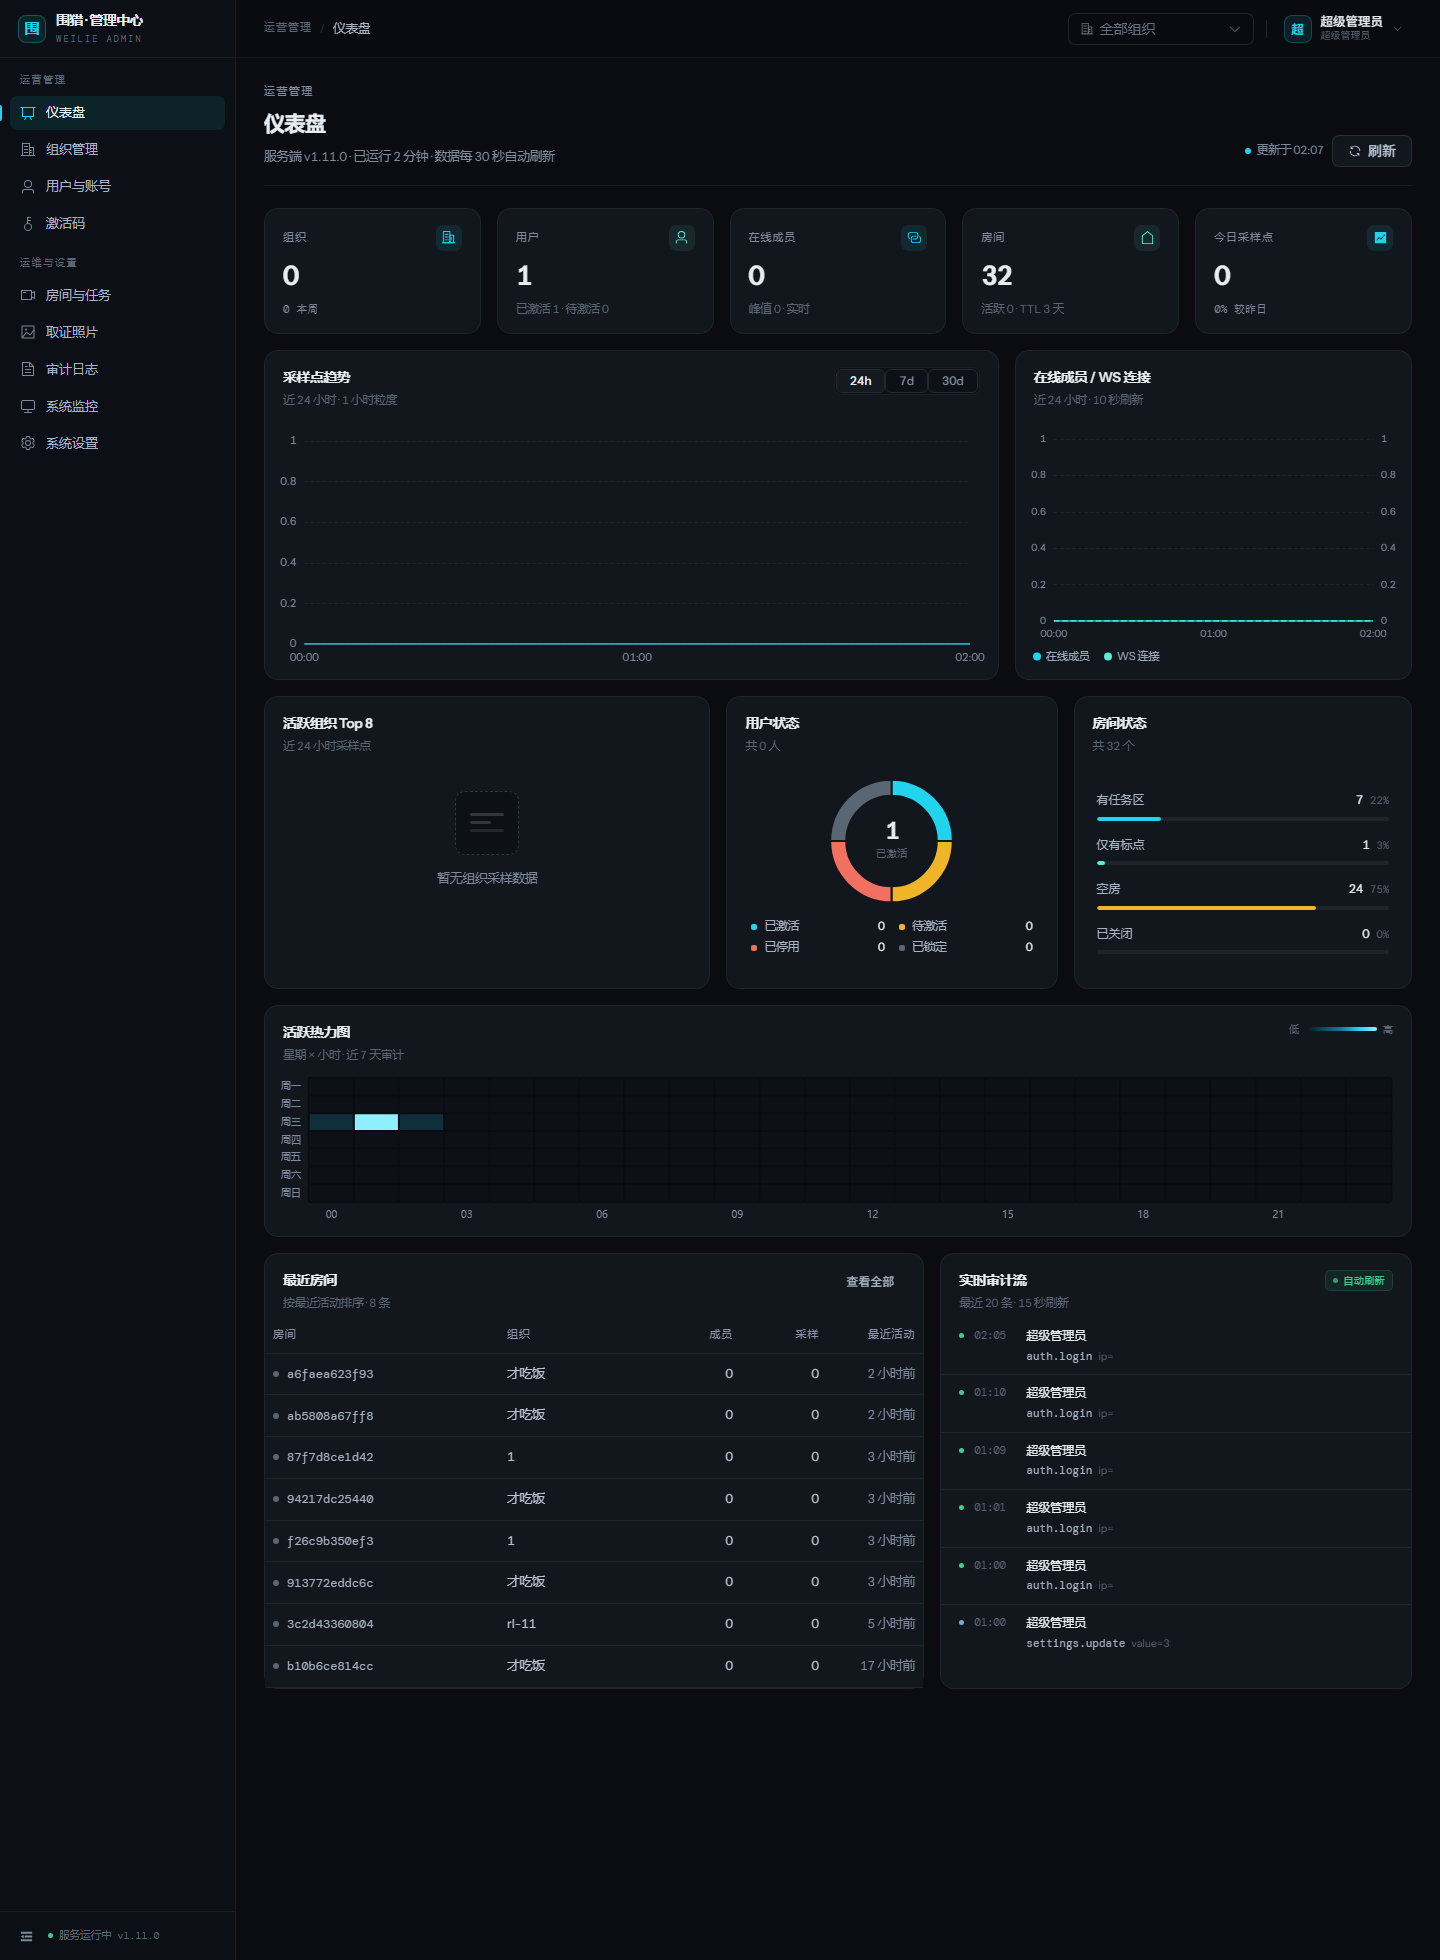 围
围猎·管理中心
WEILIE ADMIN
运营管理
仪表盘
组织管理
用户与账号
激活码
运维与设置
房间与任务
取证照片
审计日志
系统监控
系统设置
服务运行中 v1.11.0
运营管理 / 仪表盘
全部组织
超
超级管理员
超级管理员
运营管理
仪表盘
服务端 v1.11.0 · 已运行 2 分钟 · 数据每 30 秒自动刷新
更新于 02:07
刷新
组织
0
0 本周
用户
1
已激活 1 · 待激活 0
在线成员
0
峰值 0 · 实时
房间
32
活跃 0 · TTL 3 天
今日采样点
0
0% 较昨日
采样点趋势
近 24 小时 · 1 小时粒度
24h 7d 30d
1
0.8
0.6
0.4
0.2
0
00:00 01:00 02:00
在线成员 / WS 连接
近 24 小时 · 10 秒刷新
1 1
0.8 0.8
0.6 0.6
0.4 0.4
0.2 0.2
0 0
00:00 01:00 02:00
在线成员 WS 连接
活跃组织 Top 8
近 24 小时采样点
暂无组织采样数据
用户状态
共 0 人
1
已激活
已激活 0 待激活 0
已停用 0 已锁定 0
房间状态
共 32 个
有任务区 7 22%
仅有标点 1 3%
空房 24 75%
已关闭 0 0%
活跃热力图
星期 × 小时 · 近 7 天审计
低 高
周一
周二
周三
周四
周五
周六
周日
00 03 06 09 12 15 18 21
最近房间
按最近活动排序 · 8 条
查看全部
房间 组织 成员 采样 最近活动
a6faea623f93 才吃饭 0 0 2 小时前
ab5808a67ff8 才吃饭 0 0 2 小时前
87f7d8ce1d42 1 0 0 3 小时前
94217dc25440 才吃饭 0 0 3 小时前
f26c9b350ef3 1 0 0 3 小时前
913772eddc6c 才吃饭 0 0 3 小时前
3c2d43360804 rl-11 0 0 5 小时前
b10b6ce814cc 才吃饭 0 0 17 小时前
实时审计流
最近 20 条 · 15 秒刷新
自动刷新
02:05 超级管理员
auth.login ip=
01:10 超级管理员
auth.login ip=
01:09 超级管理员
auth.login ip=
01:01 超级管理员
auth.login ip=
01:00 超级管理员
auth.login ip=
01:00 超级管理员
settings.update value=3